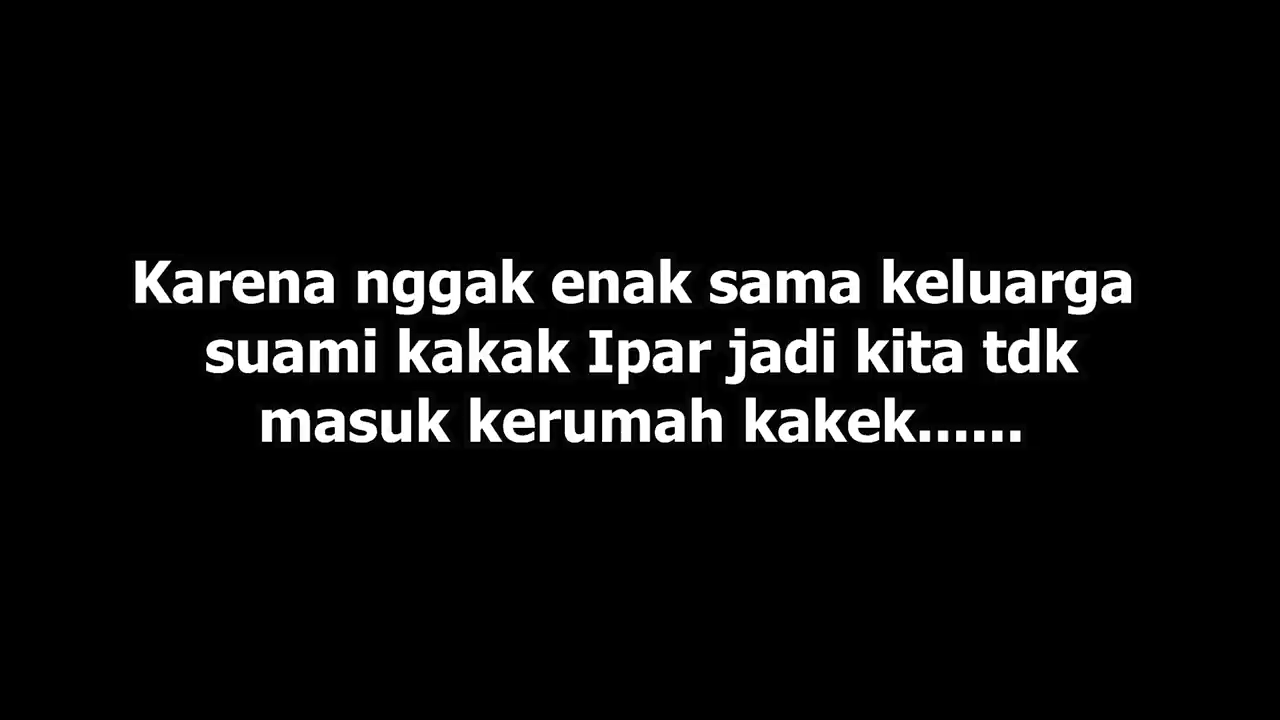 Karena nggak enak sama keluarga
suami kakak Ipar jadi kita tdk
masuk kerumah kakek......